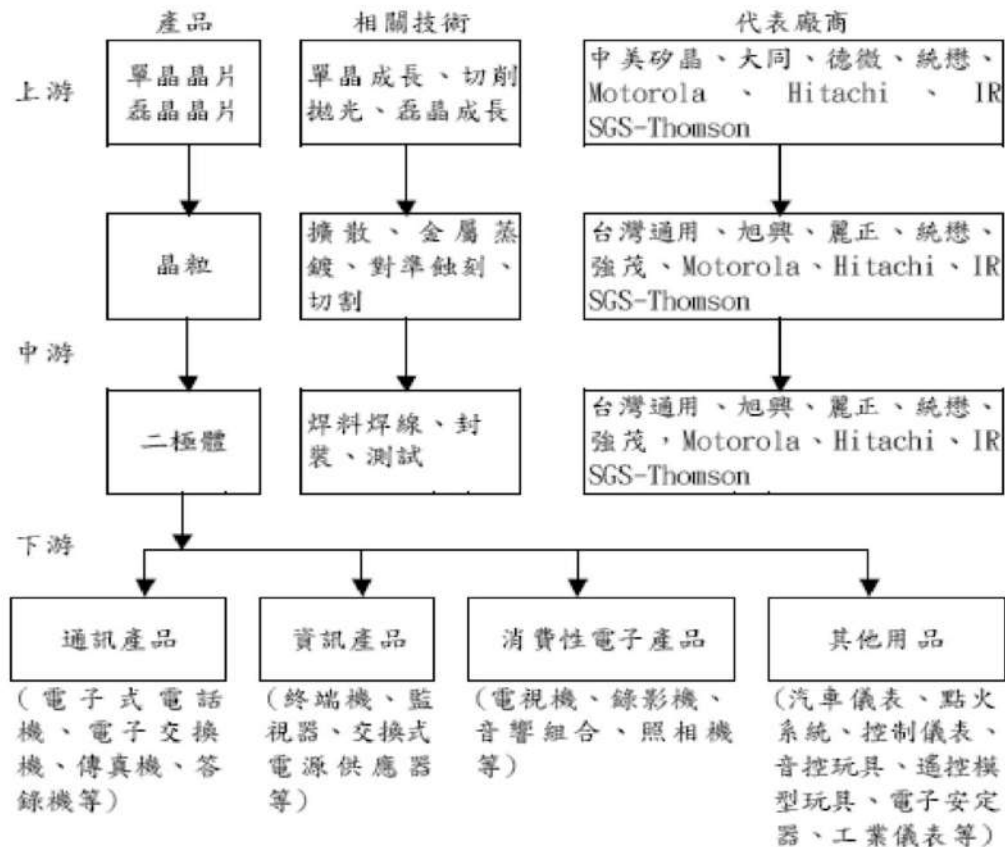 產品
相關技術
代表廠商
上游
單晶晶片
磊晶晶片
單晶成長、切削
拋光、磊晶成長
中美矽晶、大同、德微、統懋、
Motorola、Hitachi、IR
SGS-Thomson
晶粒
擴散、金屬蒸
鍍、對準蝕刻、
切割
台灣通用、旭興、麗正、統懋、
強茂、Motorola、Hitachi、IR
SGS-Thomson
中游
二極體
焊料焊線、封
裝、測試
台灣通用、旭興、麗正、統懋、
強茂，Motorola、Hitachi、IR
SGS-Thomson
下游
通訊產品
(電子式電話
機、電子交換
機、傳真機、答
錄機等)
資訊產品
(終端機、監
視器、交換式
電源供應器
等)
消費性電子產品
(電視機、錄影機、
音響組合、照相機
等)
其他用品
(汽車儀表、點火
系統、控制儀表、
音控玩具、遙控模
型玩具、電子安定
器、工業儀表等)